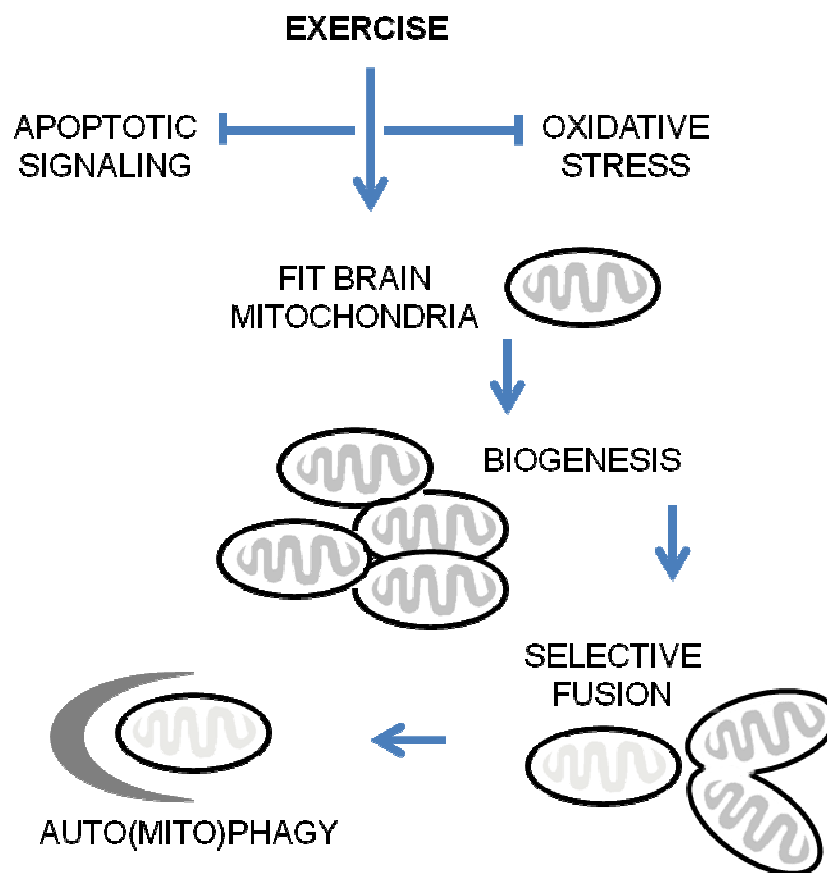 EXERCISE
APOPTOTIC
SIGNALING
OXIDATIVE
STRESS
FIT BRAIN
MITOCHONDRIA
BIOGENESIS
SELECTIVE
FUSION
AUTO(MITO)PHAGY